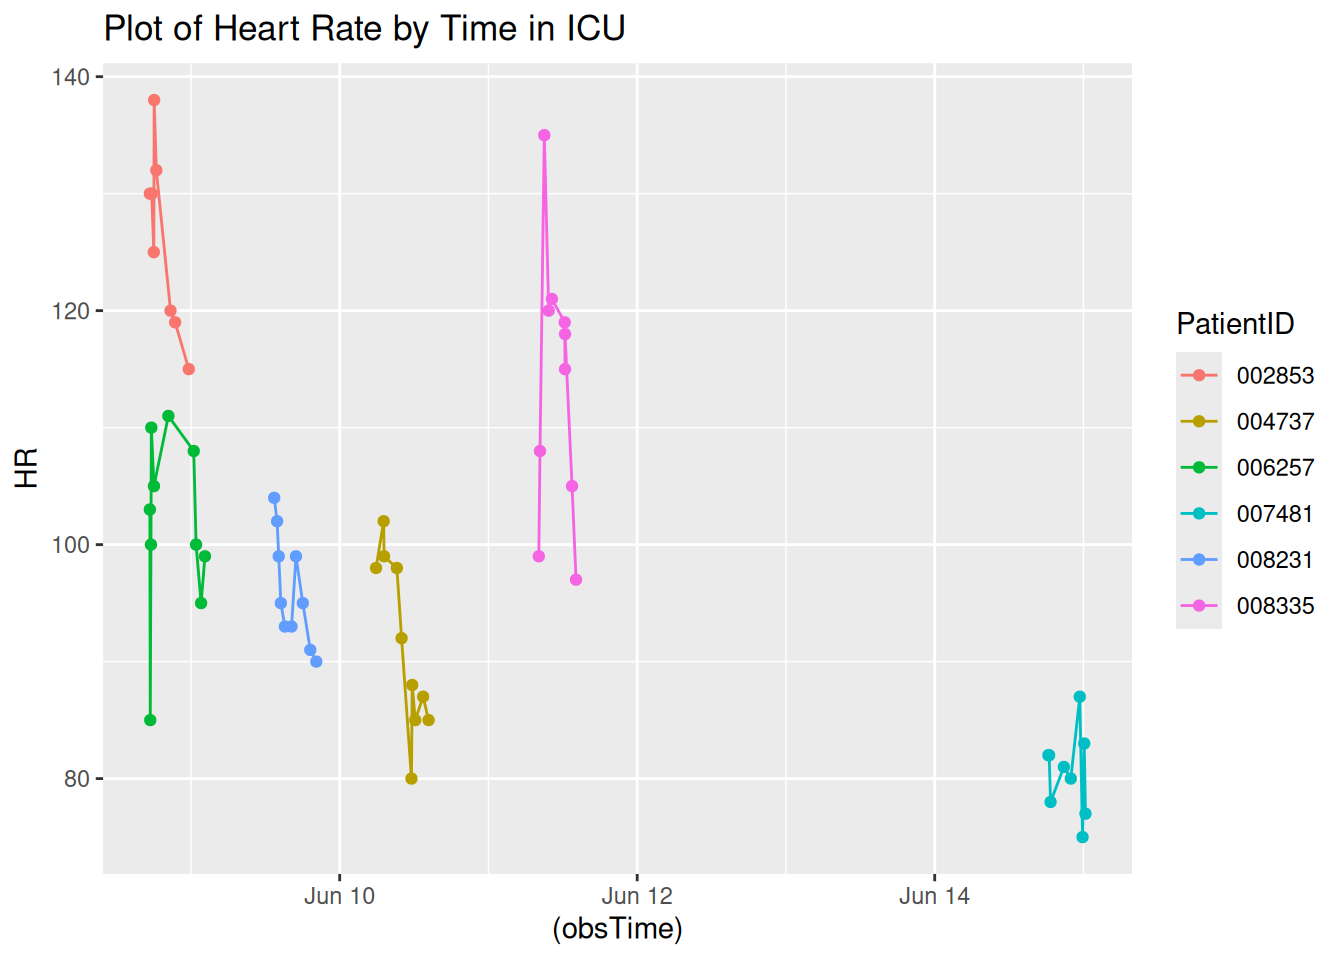 Plot of Heart Rate by Time in ICU
140
120
100
80
HR
Jun 10
Jun 12
Jun 14
(obsTime)
PatientID
002853
004737
006257
007481
008231
008335